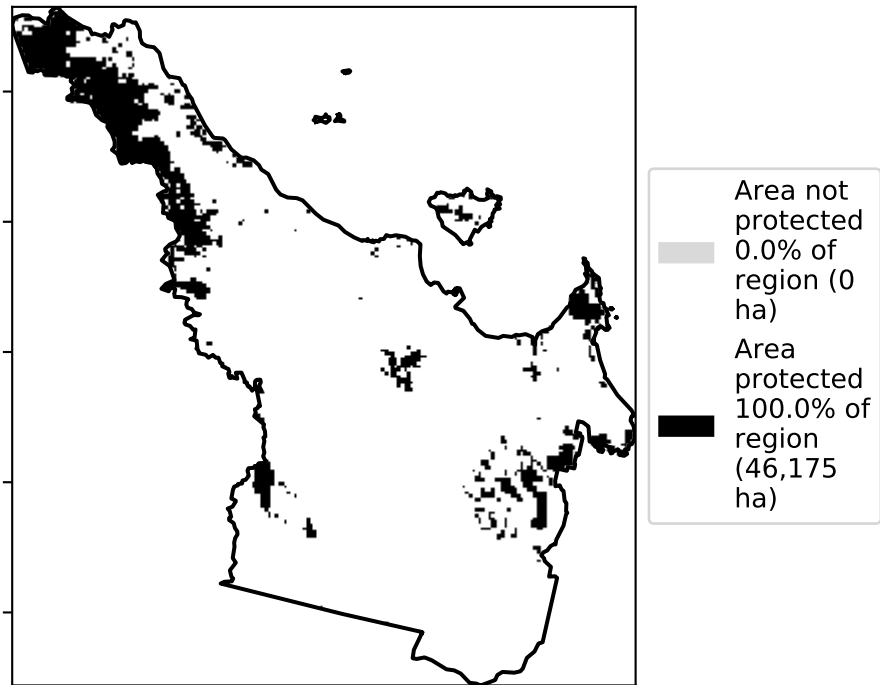 Area not
protected
0.0% of
region (0
ha)
Area
protected
100.0% of
region
(46,175
ha)